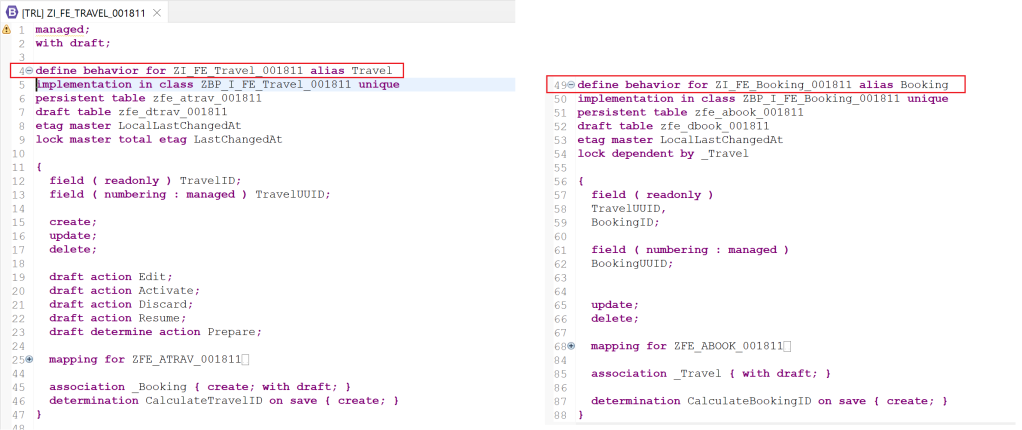 [TRL] ZI_FE_TRAVEL_001811
1 managed;
2 with draft;
3
4 define behavior for ZI_FE_Travel_001811 alias Travel
5 implementation in class ZBP_I_FE_Travel_001811 unique
6 persistent table zfe_atrav_001811
7 draft table zfe_dtrav_001811
8 etag master LocalLastChangedAt
9 lock master total etag LastChangedAt
10
11 {
12 field ( readonly ) TravelID;
13 field ( numbering : managed ) TravelUUID;
14
15 create;
16 update;
17 delete;
18
19 draft action Edit;
20 draft action Activate;
21 draft action Discard;
22 draft action Resume;
23 draft determine action Prepare;
24
25 mapping for ZFE_ATRAV_001811
44
45 association _Booking { create; with draft; }
46 determination CalculateTravelID on save { create; }
47 }
48
49 define behavior for ZI_FE_Booking_001811 alias Booking
50 implementation in class ZBP_I_FE_Booking_001811 unique
51 persistent table zfe_abook_001811
52 draft table zfe_dbook_001811
53 etag master LocalLastChangedAt
54 lock dependent by _Travel
55
56 {
57 field ( readonly )
58 TravelUUID,
59 BookingID;
60
61 field ( numbering : managed )
62 BookingUUID;
63
64
65 update;
66 delete;
67
68 mapping for ZFE_ABOOK_001811
84
85 association _Travel { with draft; }
86
87 determination CalculateBookingID on save { create; }
88 }